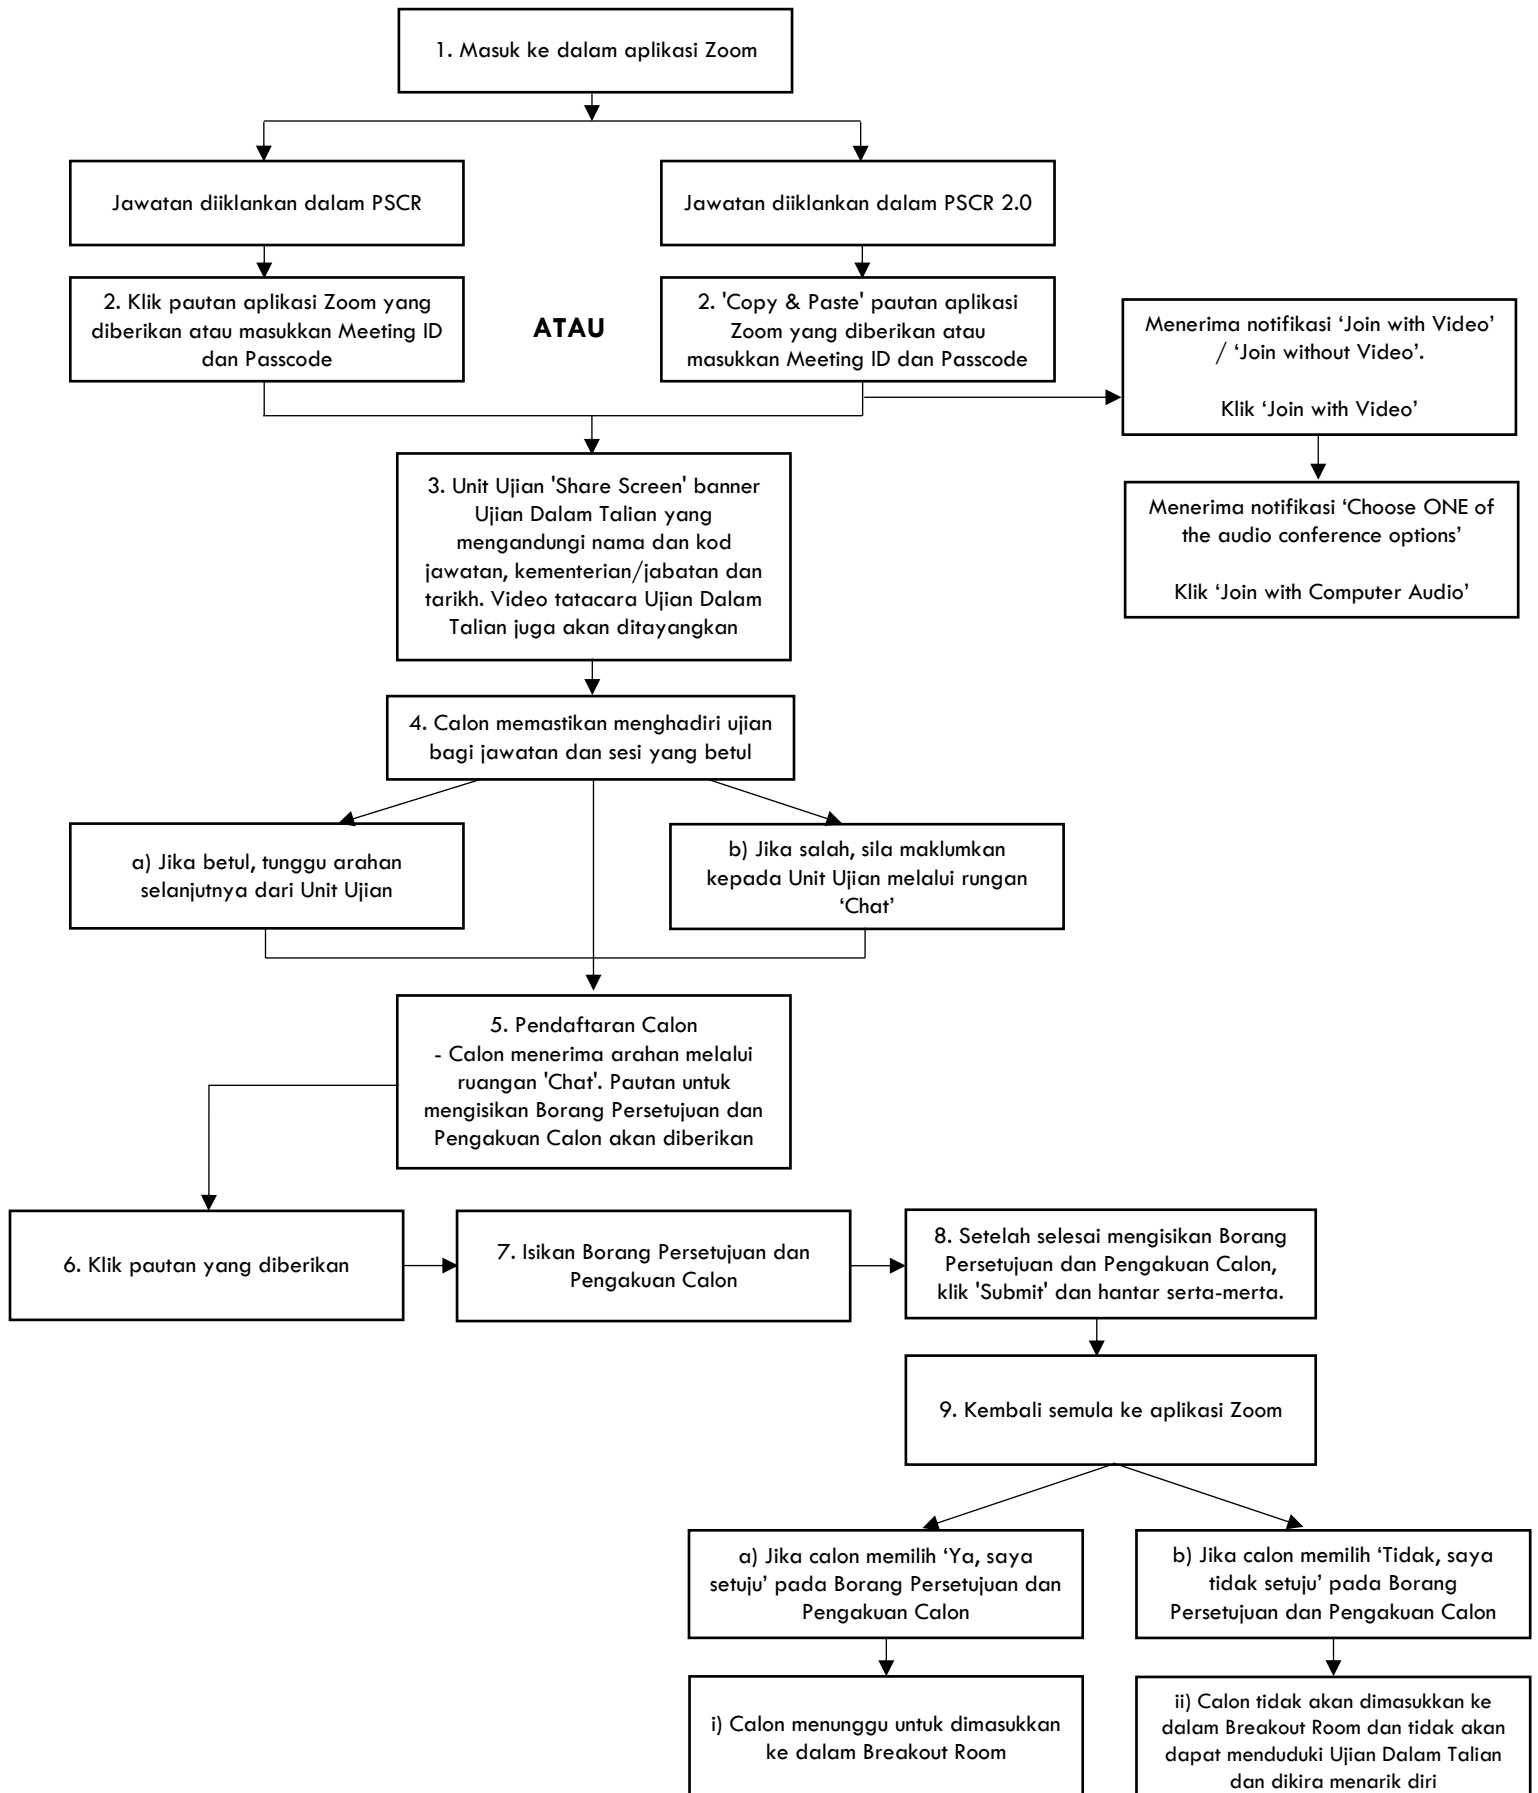 1. Masuk ke dalam aplikasi Zoom
Jawatan diiklankan dalam PSCR
Jawatan diiklankan dalam PSCR 2.0
2. Klik pautan aplikasi Zoom yang
diberikan atau masukkan Meeting ID
dan Passcode
ATAU
2. 'Copy & Paste' pautan aplikasi
Zoom yang diberikan atau
masukkan Meeting ID dan Passcode
Menerima notifikasi ‘Join with Video’
/ ‘Join without Video’.
Klik ‘Join with Video’
Menerima notifikasi ‘Choose ONE of
the audio conference options’
Klik ‘Join with Computer Audio’
3. Unit Ujian 'Share Screen' banner
Ujian Dalam Talian yang
mengandungi nama dan kod
jawatan, kementerian/jabatan dan
tarikh. Video tatacara Ujian Dalam
Talian juga akan ditayangkan
4. Calon memastikan menghadiri ujian
bagi jawatan dan sesi yang betul
a) Jika betul, tunggu arahan
selanjutnya dari Unit Ujian
b) Jika salah, sila maklumkan
kepada Unit Ujian melalui rungan
‘Chat’
5. Pendaftaran Calon
- Calon menerima arahan melalui
ruangan 'Chat'. Pautan untuk
mengisikan Borang Persetujuan dan
Pengakuan Calon akan diberikan
6. Klik pautan yang diberikan
7. Isikan Borang Persetujuan dan
Pengakuan Calon
8. Setelah selesai mengisikan Borang
Persetujuan dan Pengakuan Calon,
klik 'Submit' dan hantar serta-merta.
9. Kembali semula ke aplikasi Zoom
a) Jika calon memilih ‘Ya, saya
setuju’ pada Borang Persetujuan dan
Pengakuan Calon
b) Jika calon memilih ‘Tidak, saya
tidak setuju’ pada Borang
Persetujuan dan Pengakuan Calon
i) Calon menunggu untuk dimasukkan
ke dalam Breakout Room
ii) Calon tidak akan dimasukkan ke
dalam Breakout Room dan tidak akan
dapat menduduki Ujian Dalam Talian
dan dikira menarik diri